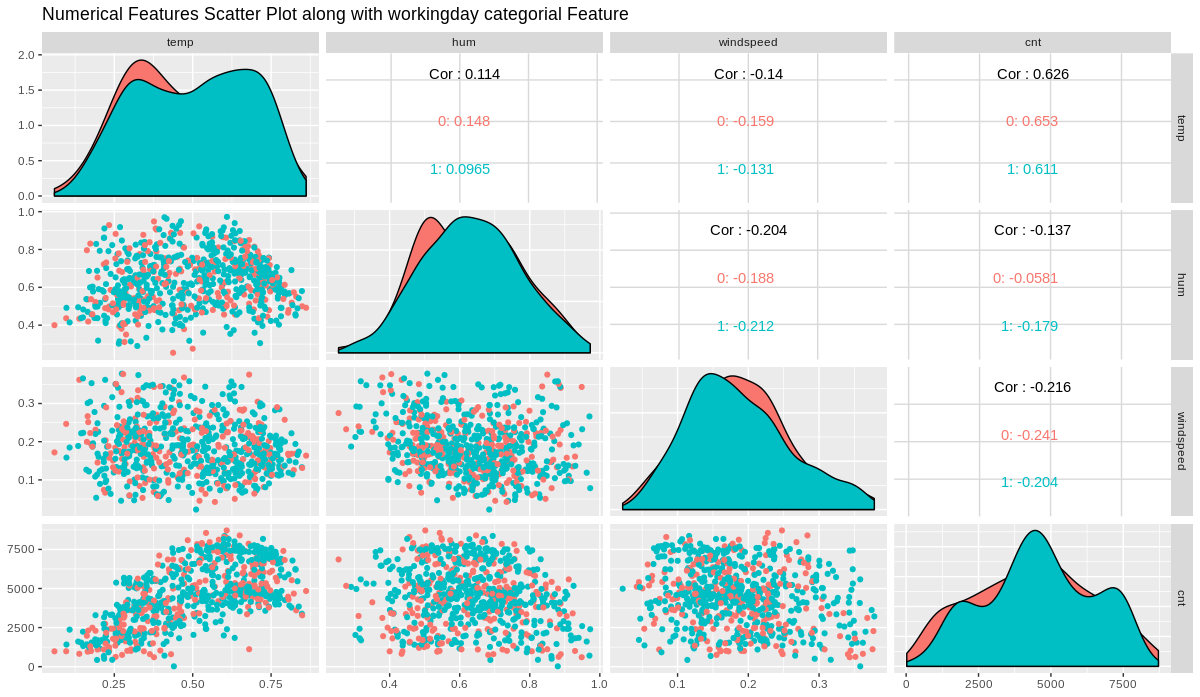 Numerical Features Scatter Plot along with workingday categorial Feature
temp hum windspeed cnt
2.0
1.5
1.0
0.5
0.0
Cor : 0.114
0: 0.148
1: 0.0965
Cor : -0.14
0: -0.159
1: -0.131
Cor : 0.626
0: 0.653
1: 0.611
temp
1.0
0.8
0.6
0.4
Cor : -0.204
0: -0.188
1: -0.212
Cor : -0.137
0: -0.0581
1: -0.179
hum
0.3
0.2
0.1
Cor : -0.216
0: -0.241
1: -0.204
windspeed
7500
5000
2500
0
cnt
0.25 0.50 0.75 0.4 0.6 0.8 1.0 0.1 0.2 0.3 0 2500 5000 7500